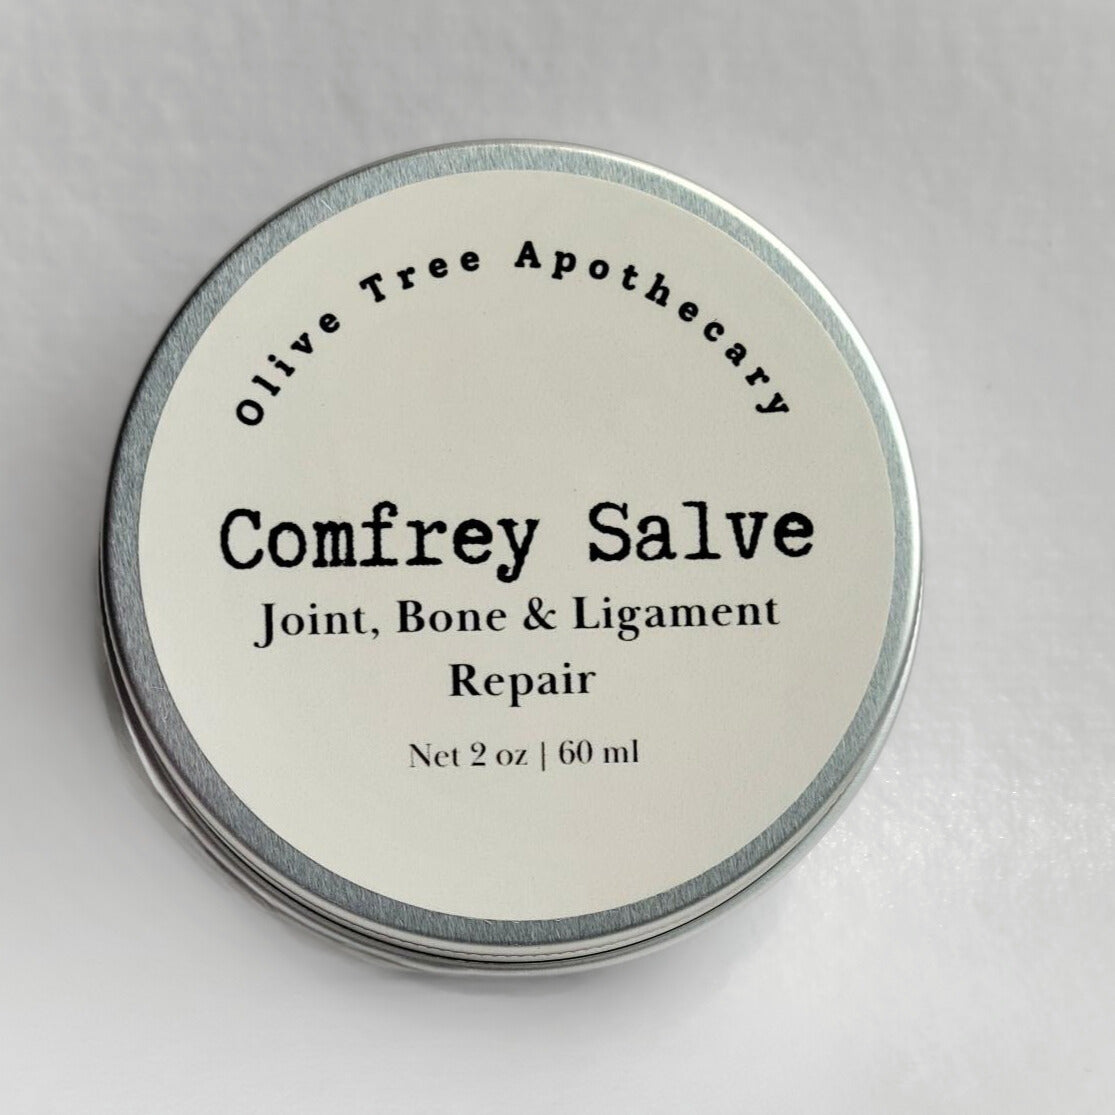 Olive Tree Apothecary
Comfrey Salve
Joint, Bone & Ligament
Repair
Net 2 oz | 60 ml